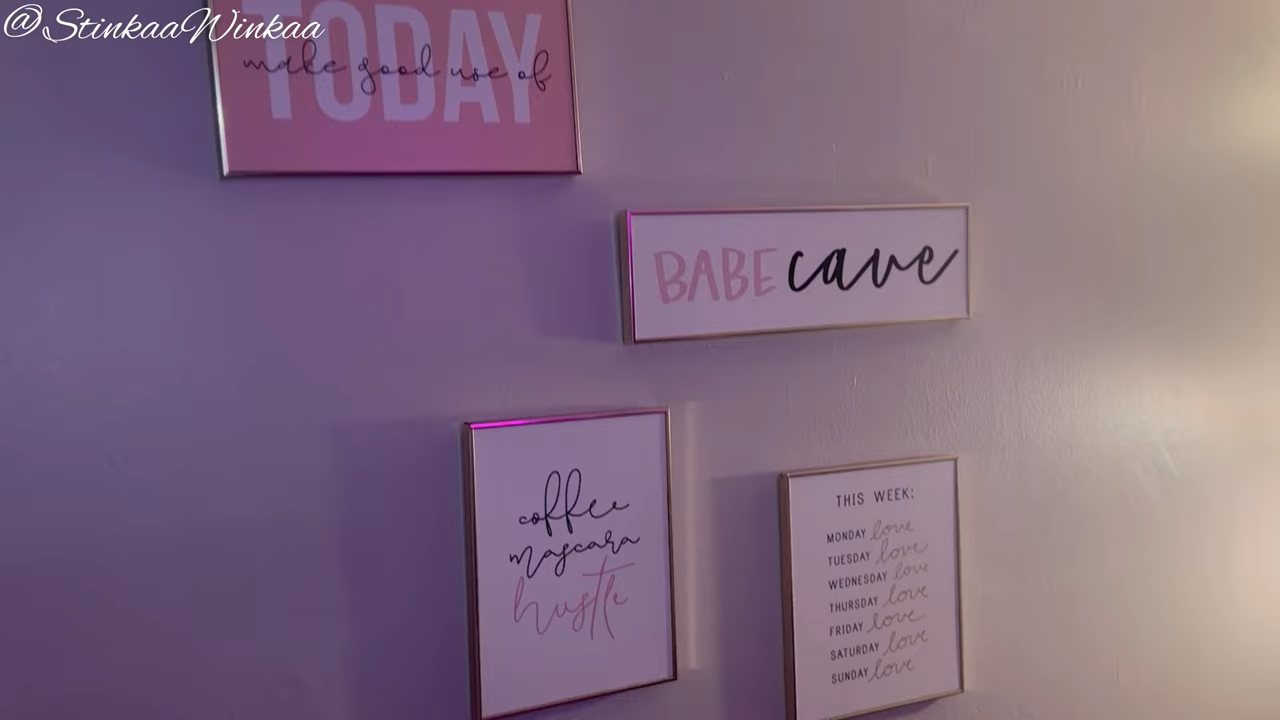 @StinkaaWinkaa
TODAY
make good use of
BABE cave
coffee
mascara
hustle
THIS WEEK:
MONDAY love
TUESDAY love
WEDNESDAY love
THURSDAY love
FRIDAY love
SATURDAY love
SUNDAY love